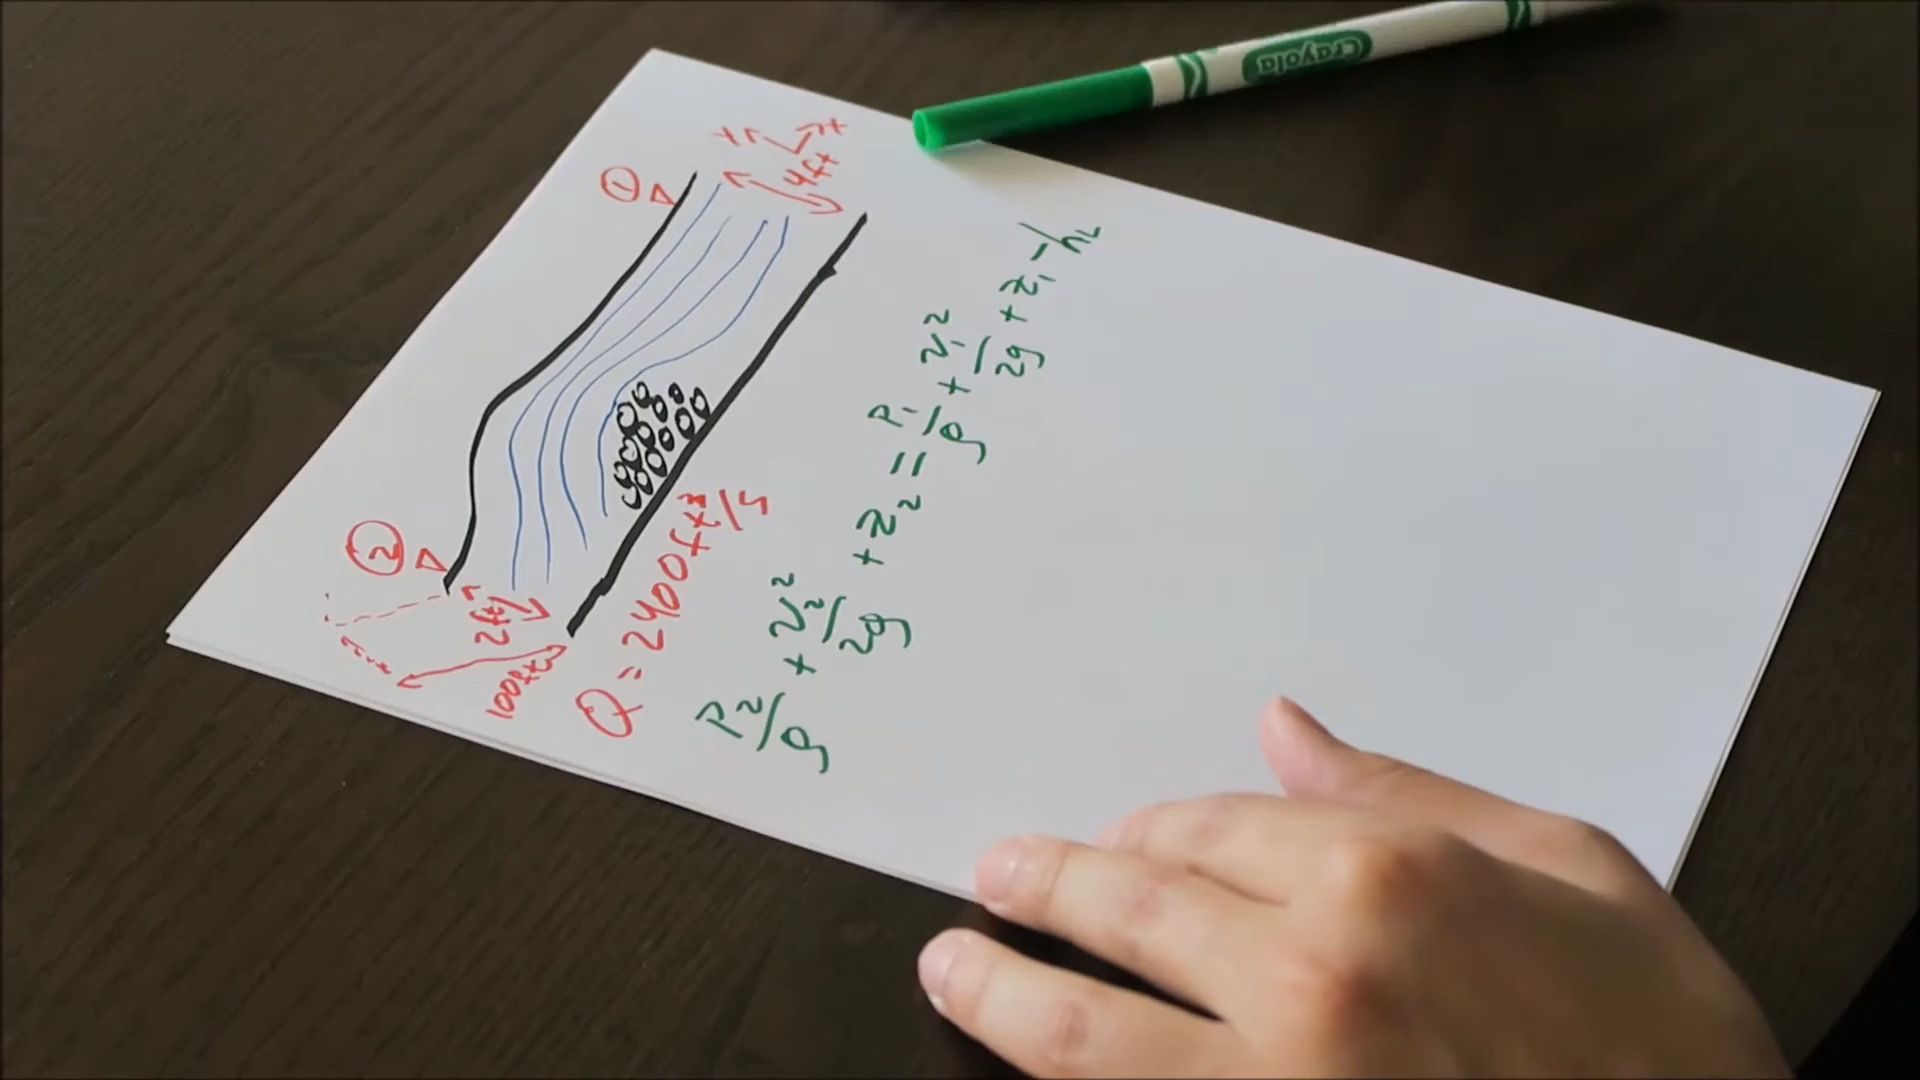 ①
4ft
②
2ft
100ft
Q = 2400ft³/s
P₂/ρ + V₂²/2g + z₂ = P₁/ρ + V₁²/2g + z₁ - h_L
Crayola